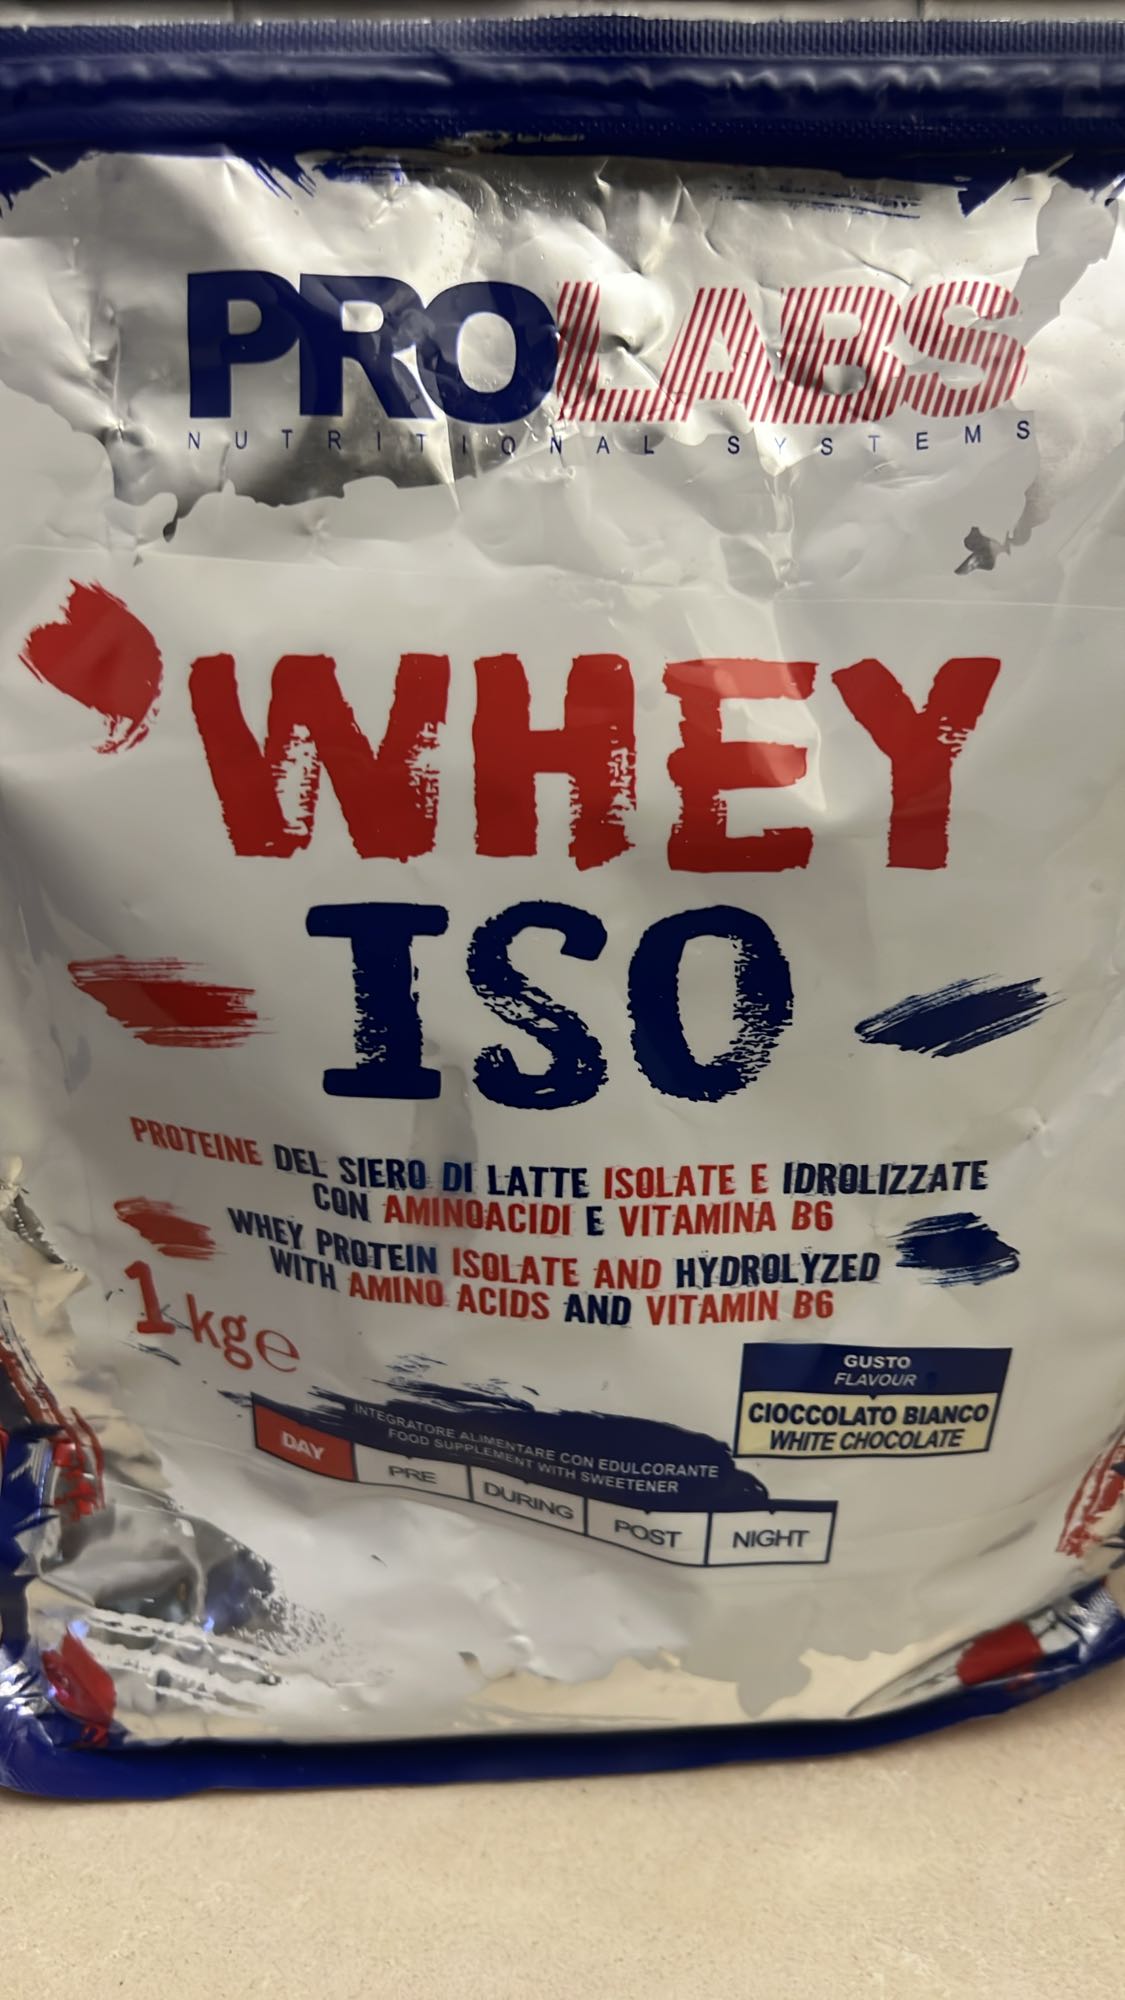 PROLABS
NUTRITIONAL SYSTEMS
WHEY
ISO
PROTEINE DEL SIERO DI LATTE ISOLATE E IDROLIZZATE
CON AMINOACIDI E VITAMINA B6
WHEY PROTEIN ISOLATE AND HYDROLYZED
WITH AMINO ACIDS AND VITAMIN B6
1 kg e
GUSTO
FLAVOUR
CIOCCOLATO BIANCO
WHITE CHOCOLATE
INTEGRATORE ALIMENTARE CON EDULCORANTE
FOOD SUPPLEMENT WITH SWEETENER
DAY PRE DURING POST NIGHT